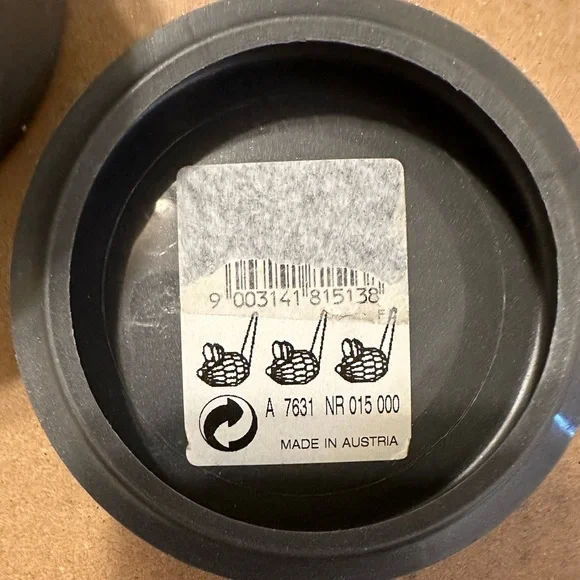 9 003141 815138
A 7631 NR 015 000
MADE IN AUSTRIA